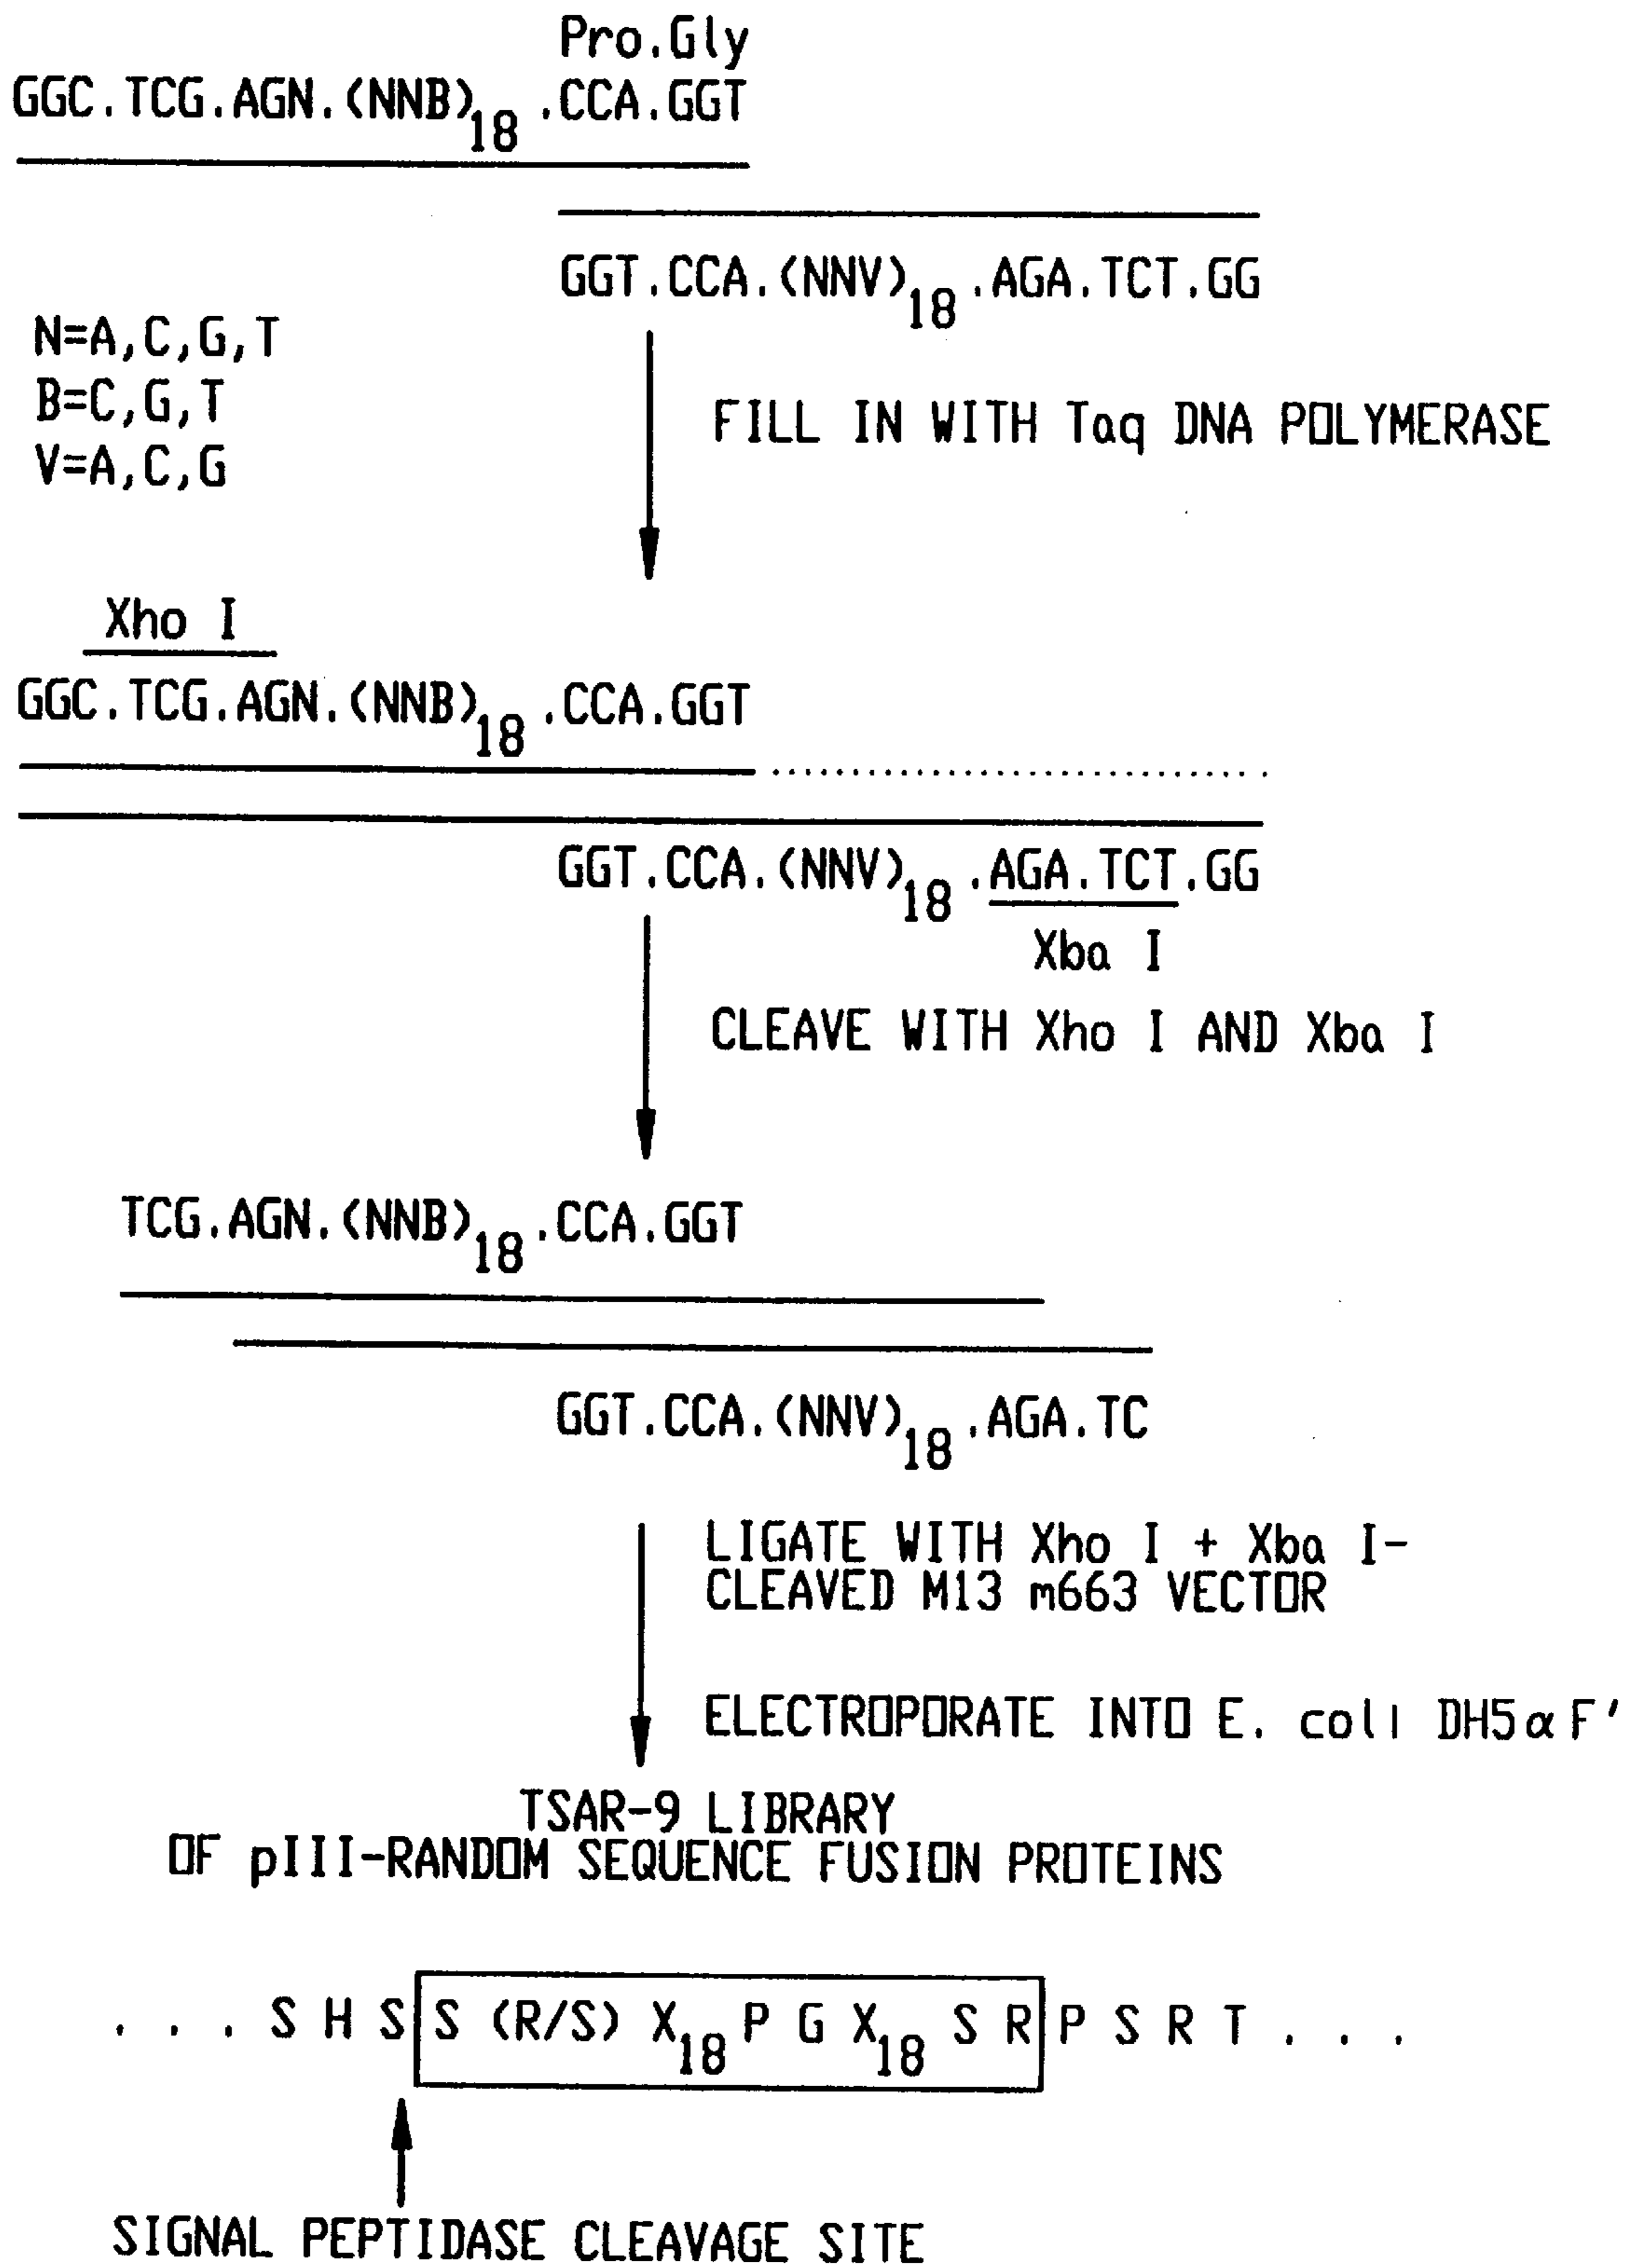 Pro.Gly
GGC.TCG.AGN.(NNB)18.CCA.GGT
GGT.CCA.(NNV)18.AGA.TCT.GG
N=A,C,G,T
B=C,G,T
V=A,C,G
FILL IN WITH Taq DNA POLYMERASE
Xho I
GGC.TCG.AGN.(NNB)18.CCA.GGT
GGT.CCA.(NNV)18.AGA.TCT.GG
Xba I
CLEAVE WITH Xho I AND Xba I
TCG.AGN.(NNB)18.CCA.GGT
GGT.CCA.(NNV)18.AGA.TC
LIGATE WITH Xho I + Xba I-
CLEAVED M13 m663 VECTOR
ELECTROPORATE INTO E. coli DH5αF'
TSAR-9 LIBRARY
OF pIII-RANDOM SEQUENCE FUSION PROTEINS
. . . S H S S (R/S) X18 P G X18 S R P S R T . . .
SIGNAL PEPTIDASE CLEAVAGE SITE